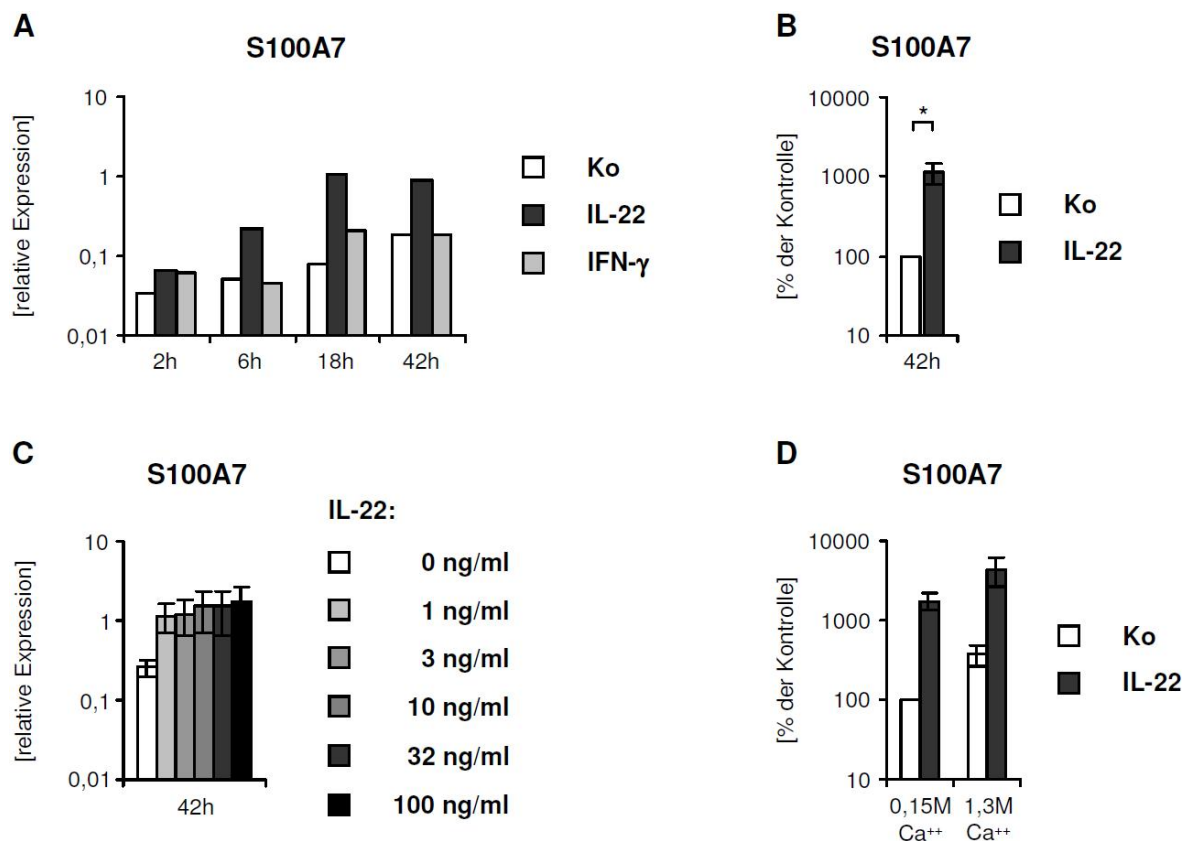 A
S100A7
[relative Expression]
10
1
0,1
0,01
2h 6h 18h 42h
Ko
IL-22
IFN-γ
B
S100A7
[% der Kontrolle]
10000
1000
100
10
*
42h
Ko
IL-22
C
S100A7
[relative Expression]
10
1
0,1
0,01
42h
IL-22:
0 ng/ml
1 ng/ml
3 ng/ml
10 ng/ml
32 ng/ml
100 ng/ml
D
S100A7
[% der Kontrolle]
10000
1000
100
10
0,15M 1,3M
Ca⁺⁺ Ca⁺⁺
Ko
IL-22